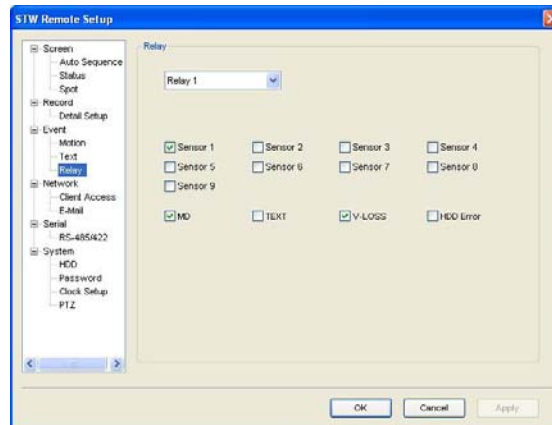 STW Remote Setup
Screen
Auto Sequence
Status
Spot
Record
Detail Setup
Event
Motion
Text
Relay
Network
Client Access
E-Mail
Serial
RS-485/422
System
HDD
Password
Clock Setup
PTZ
Relay
Relay 1
Sensor 1 Sensor 2 Sensor 3 Sensor 4
Sensor 5 Sensor 6 Sensor 7 Sensor 8
Sensor 9
MD TEXT V-LOSS HDD Error
OK Cancel Apply